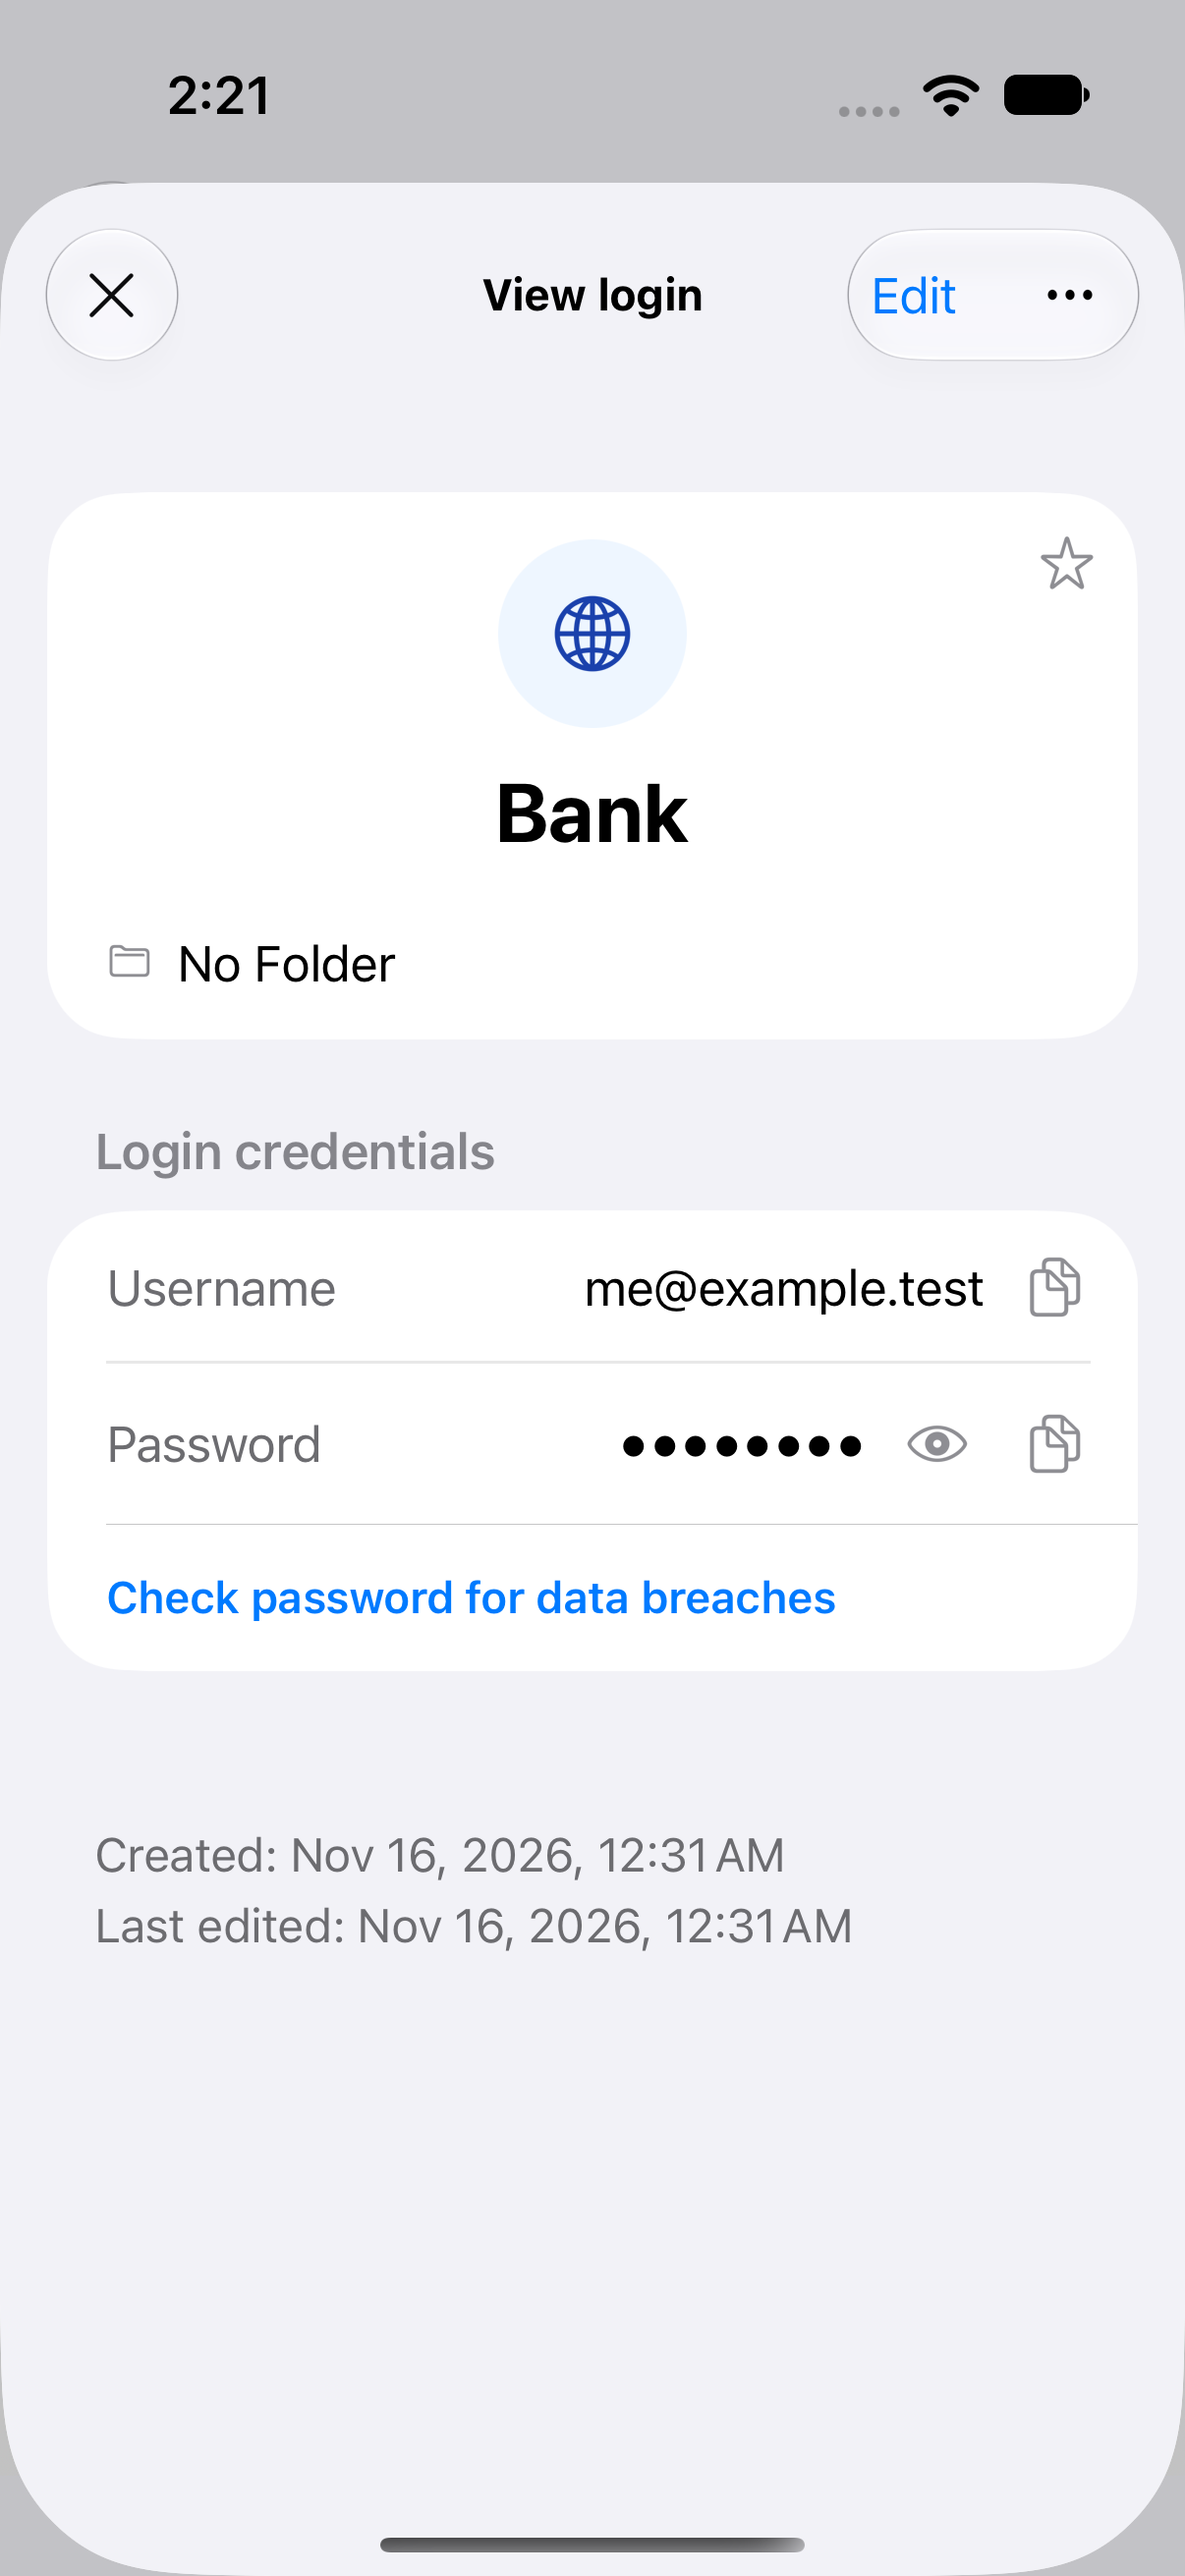 2:21
View login
Edit
Bank
No Folder
Login credentials
Username
me@example.test
Password
••••••••
Check password for data breaches
Created: Nov 16, 2026, 12:31 AM
Last edited: Nov 16, 2026, 12:31 AM